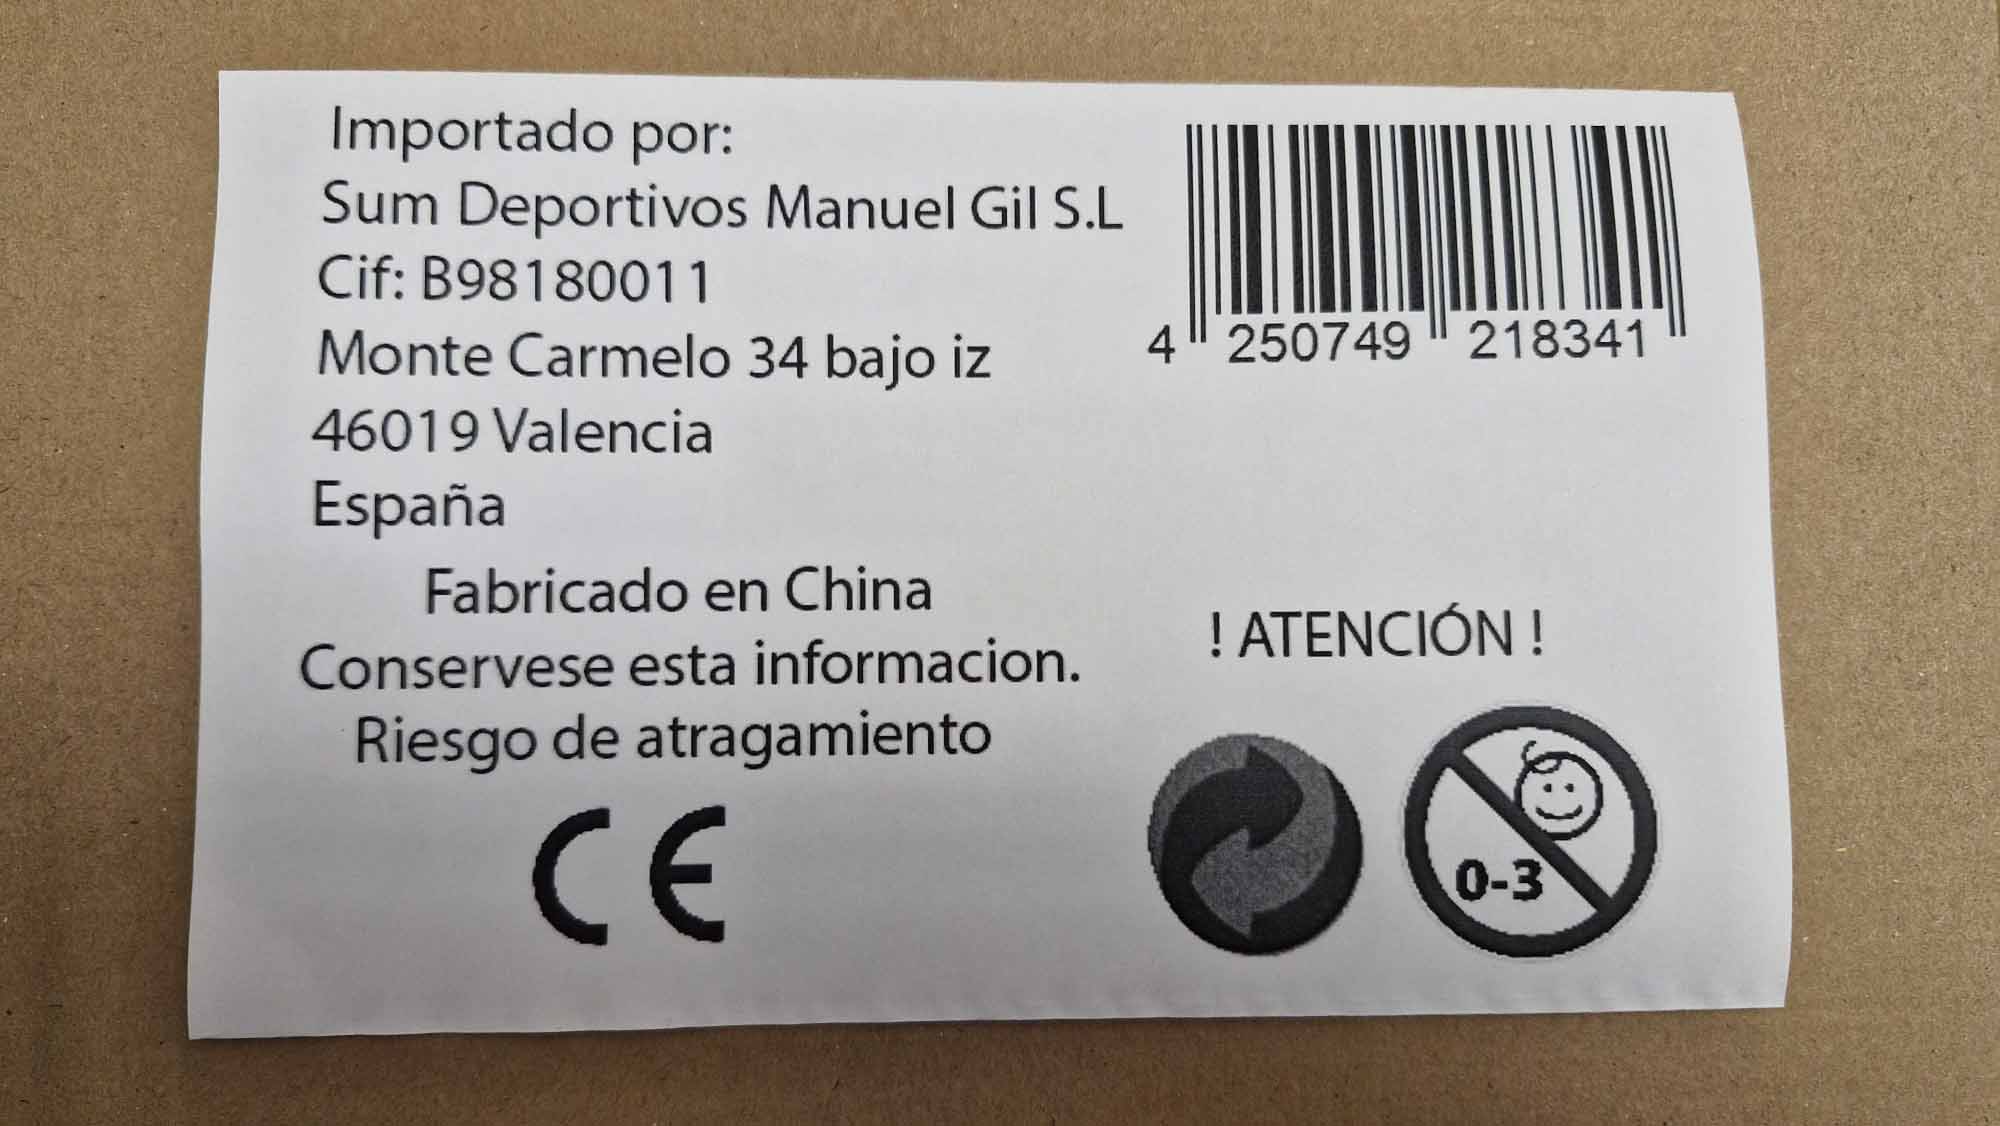 Importado por:
Sum Deportivos Manuel Gil S.L
Cif: B98180011
Monte Carmelo 34 bajo iz
46019 Valencia
España
Fabricado en China
Conservese esta informacion.
Riesgo de atragamiento
CE
4 250749 218341
! ATENCIÓN !
0-3